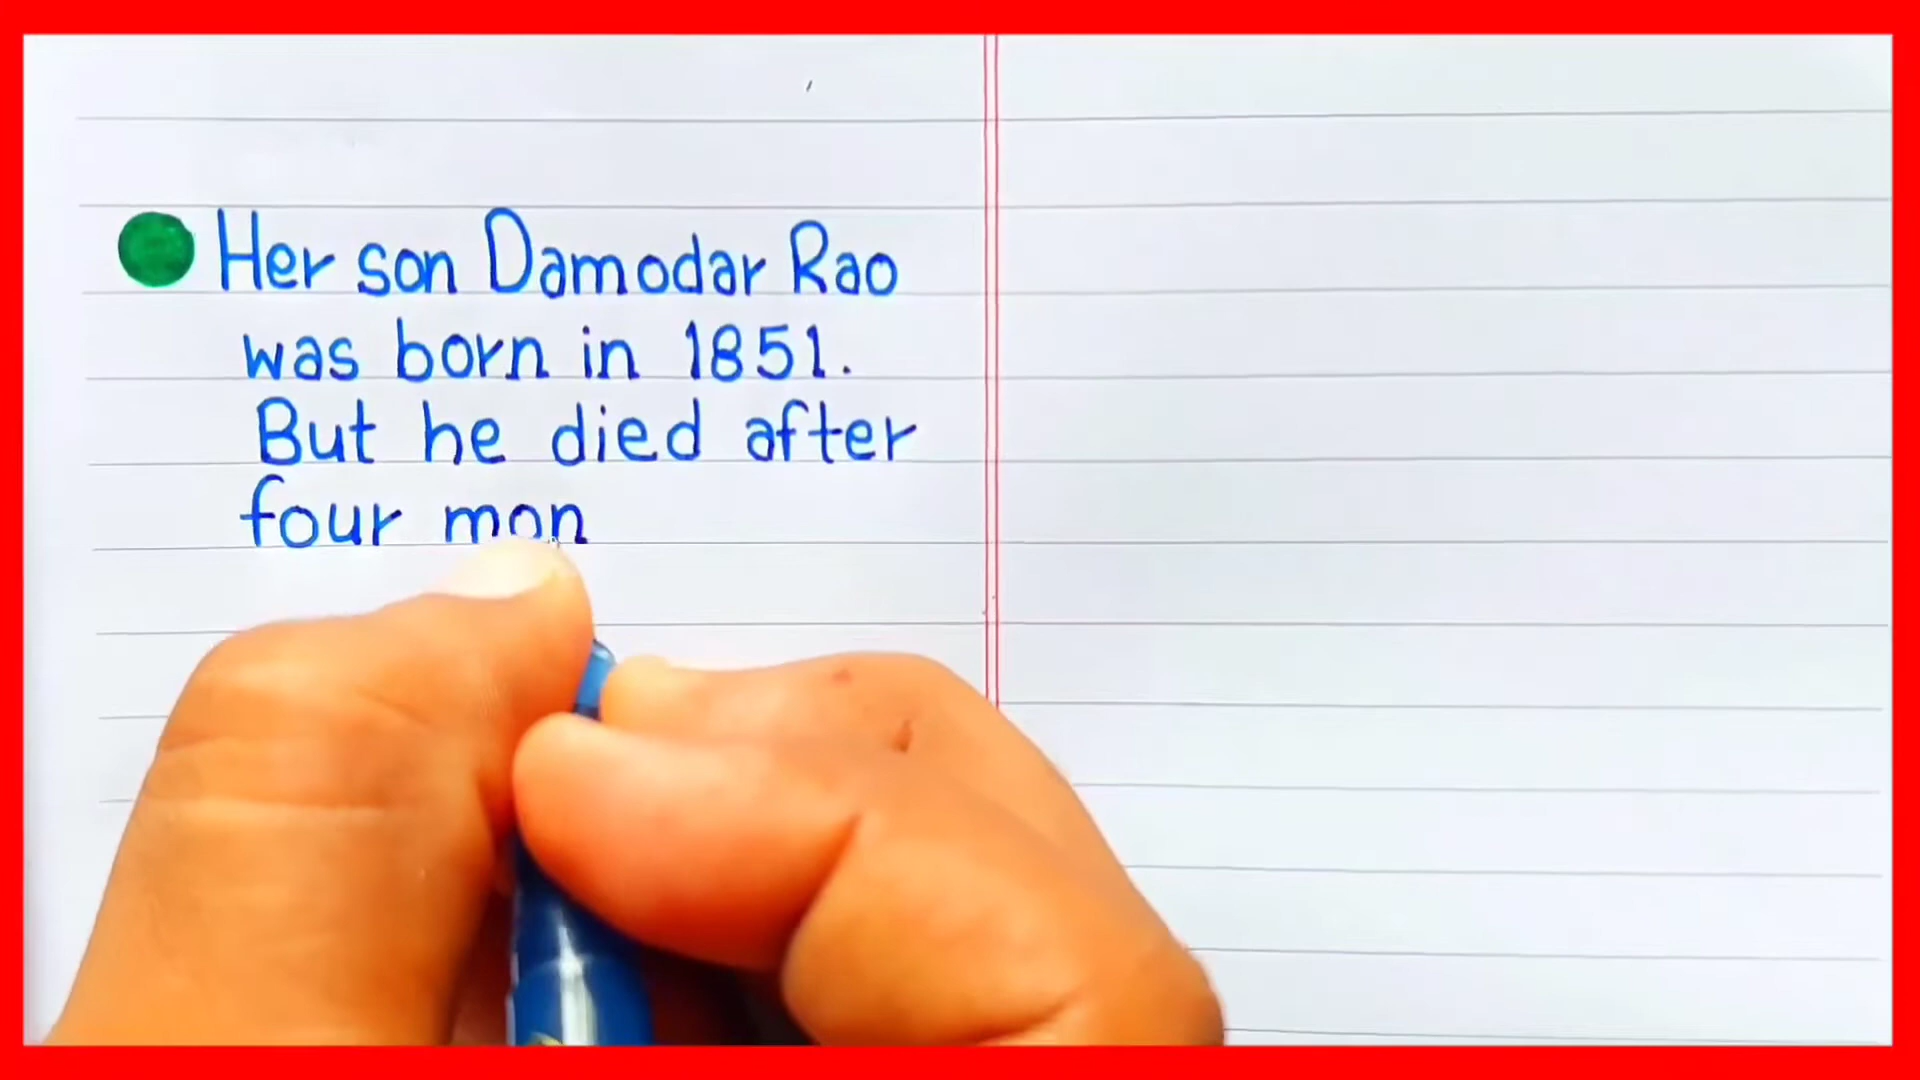 Her son Damodar Rao
was born in 1851.
But he died after
four mon